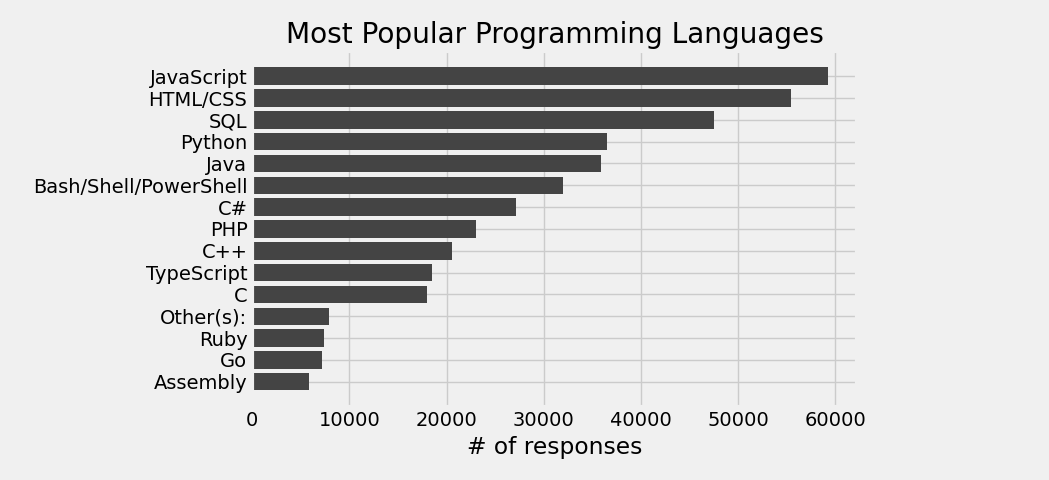 Most Popular Programming Languages
JavaScript
HTML/CSS
SQL
Python
Java
Bash/Shell/PowerShell
C#
PHP
C++
TypeScript
C
Other(s):
Ruby
Go
Assembly
0 10000 20000 30000 40000 50000 60000
# of responses